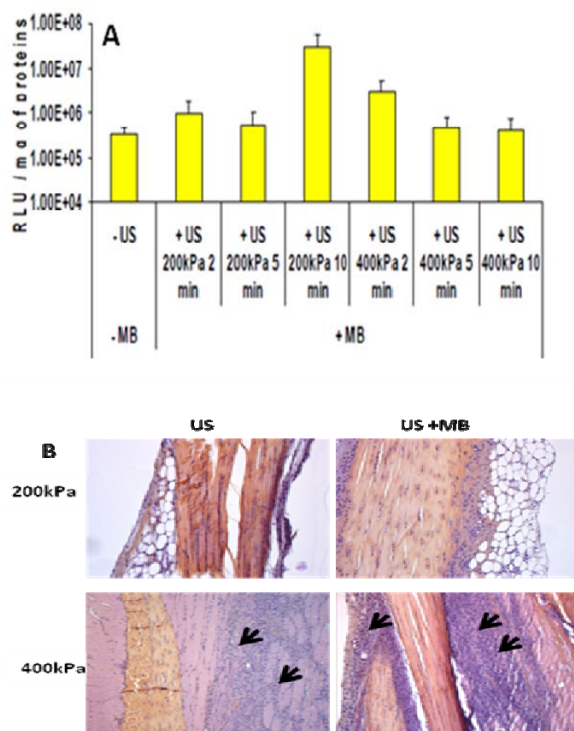 A
1.00E+08
1.00E+07
1.00E+06
1.00E+05
1.00E+04
RLU / mg of proteins
- US
+ US
200kPa 2
min
+ US
200kPa 5
min
+ US
200kPa 10
min
+ US
400kPa 2
min
+ US
400kPa 5
min
+ US
400kPa 10
min
-MB
+MB
US
US +MB
B
200kPa
400kPa